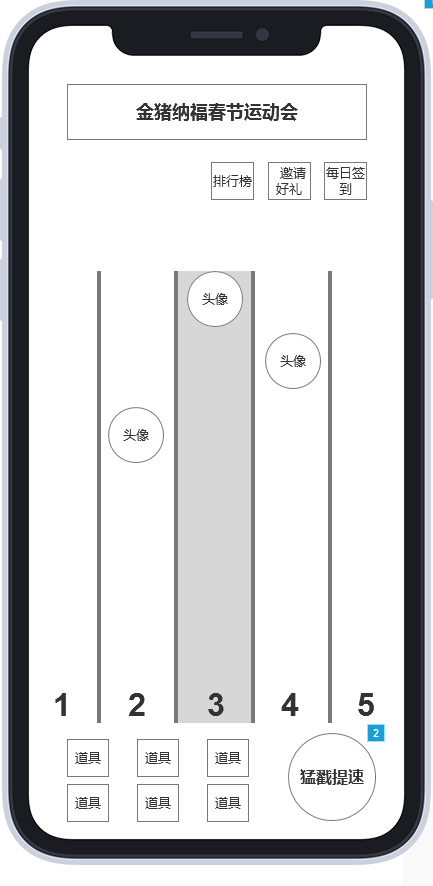 金猪纳福春节运动会
排行榜
邀请
好礼
每日签
到
头像
头像
头像
1 2 3 4 5
2
道具 道具 道具
猛戳提速
道具 道具 道具